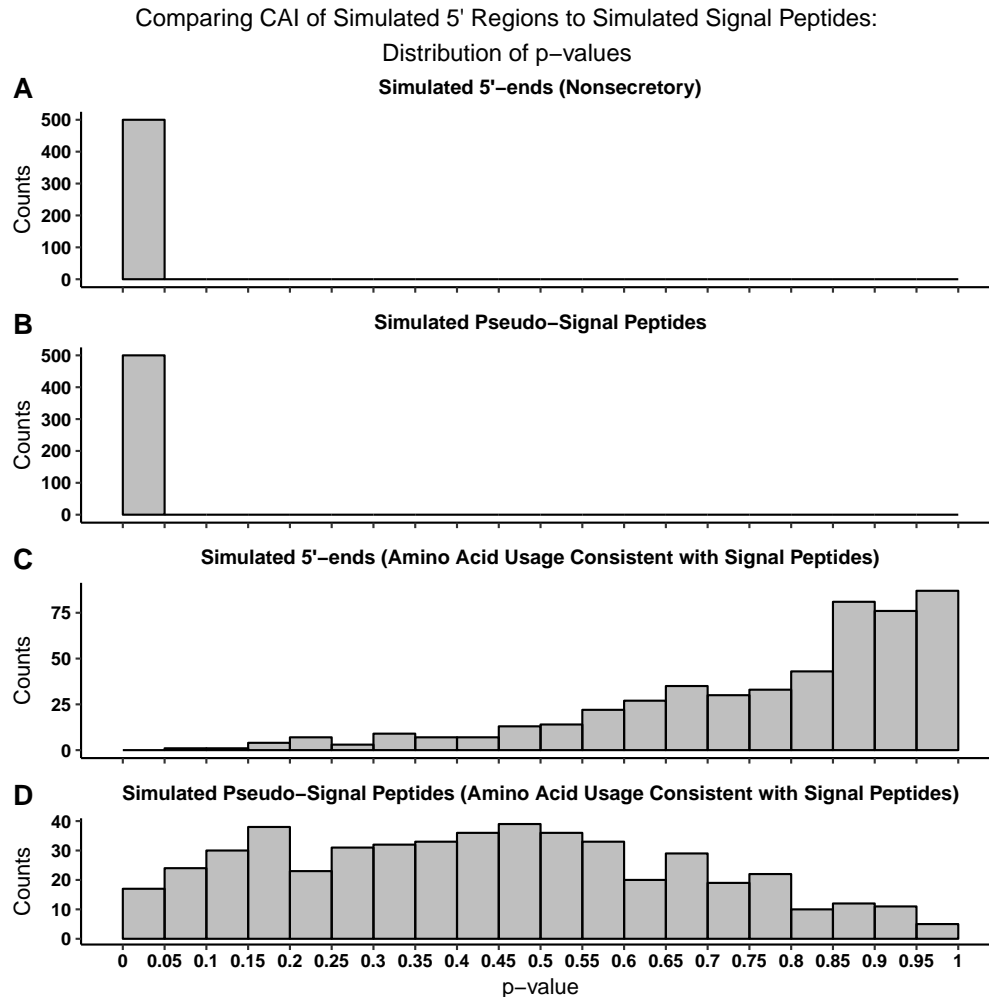 Comparing CAI of Simulated 5' Regions to Simulated Signal Peptides:
Distribution of p−values
A
Simulated 5'−ends (Nonsecretory)
500
400
300
200
100
0
Counts
B
Simulated Pseudo−Signal Peptides
500
400
300
200
100
0
Counts
C
Simulated 5'−ends (Amino Acid Usage Consistent with Signal Peptides)
75
50
25
0
Counts
D
Simulated Pseudo−Signal Peptides (Amino Acid Usage Consistent with Signal Peptides)
40
30
20
10
0
Counts
0 0.05 0.1 0.15 0.2 0.25 0.3 0.35 0.4 0.45 0.5 0.55 0.6 0.65 0.7 0.75 0.8 0.85 0.9 0.95 1
p−value